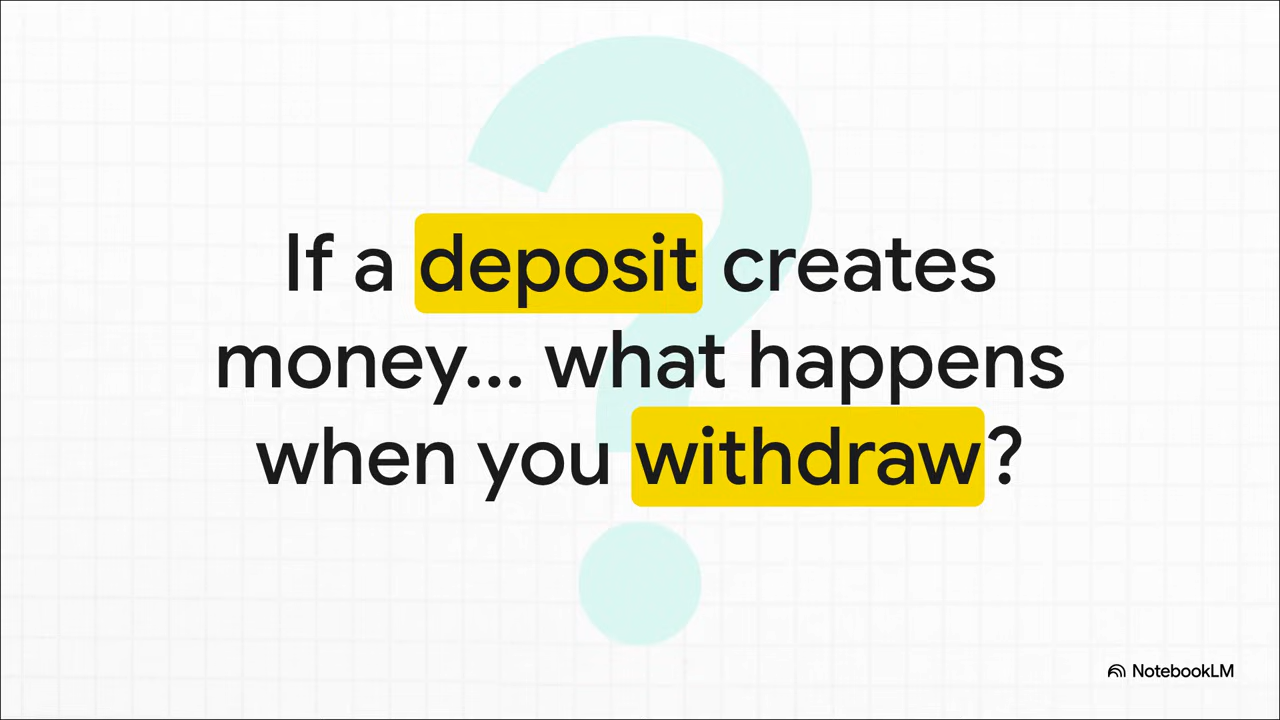 If a deposit creates
money... what happens
when you withdraw?
NotebookLM